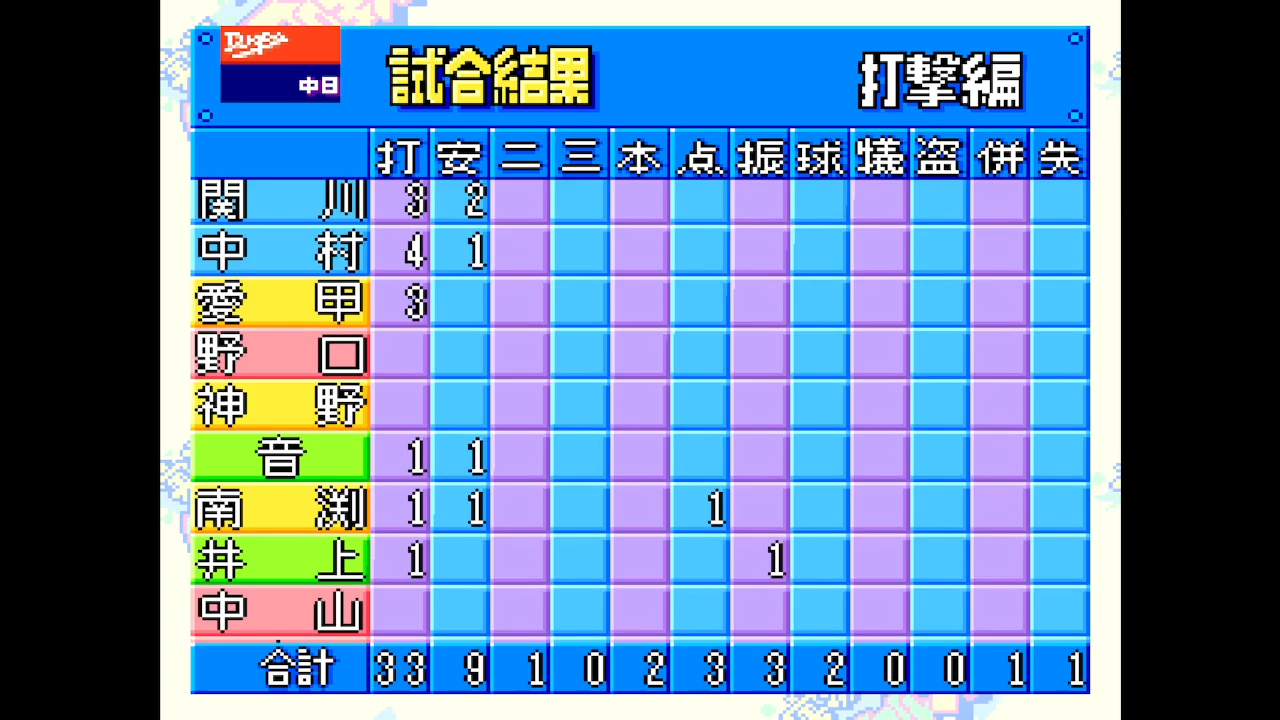 Dragons
中日
試合結果 打撃編
打 安 二 三 本 点 振 球 犠 盗 併 失
関川 3 2
中村 4 1
愛甲 3
野口
神野
音 1 1
南渕 1 1 1
井上 1 1
中山
合計 33 9 1 0 2 3 3 2 0 0 1 1